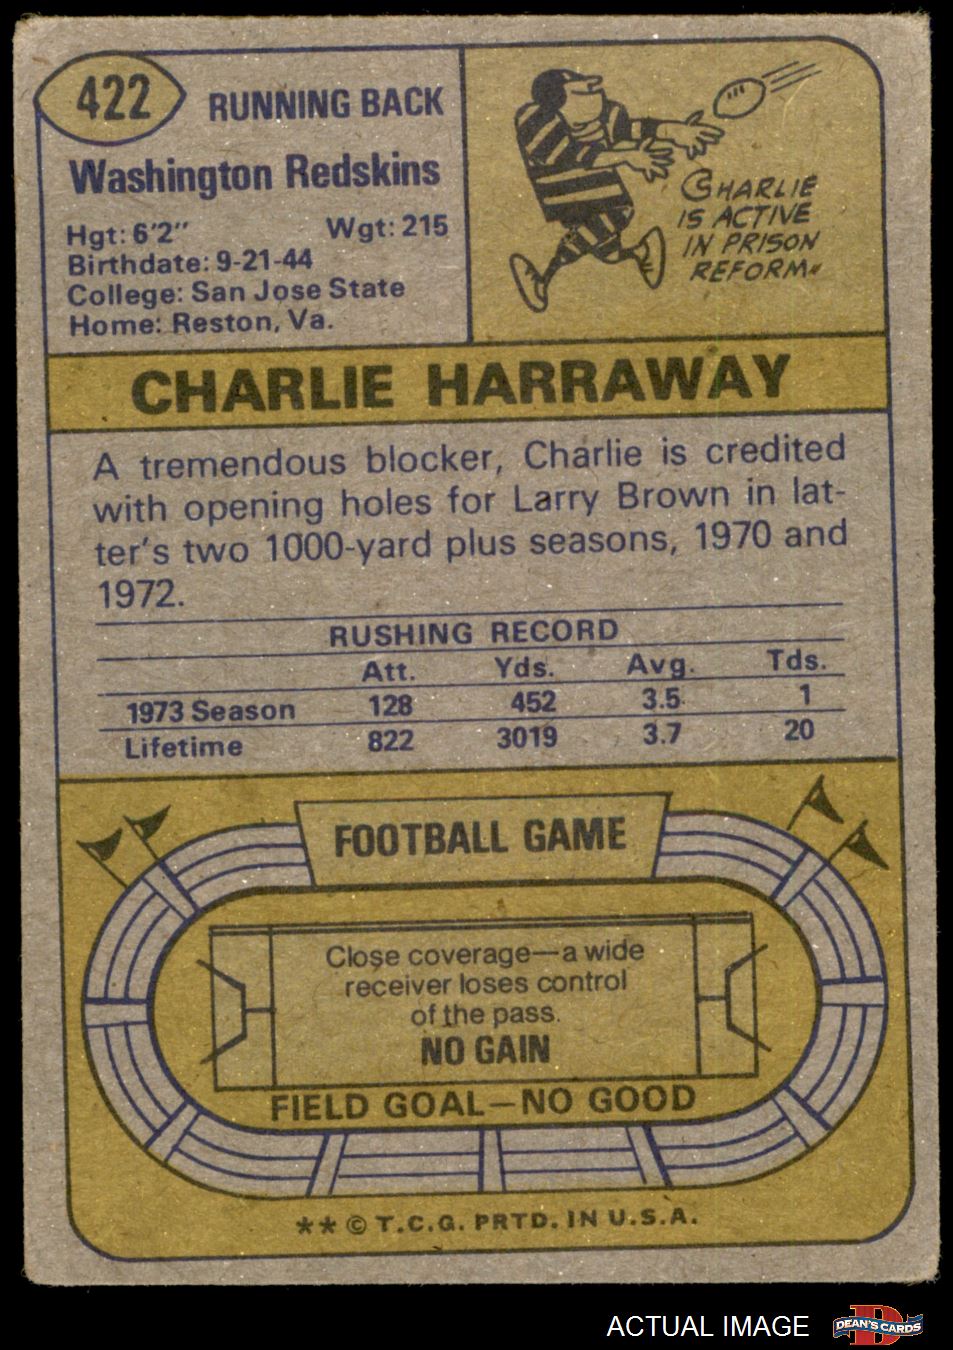 422
RUNNING BACK
Washington Redskins
Hgt: 6'2" Wgt: 215
Birthdate: 9-21-44
College: San Jose State
Home: Reston, Va.
CHARLIE
IS ACTIVE
IN PRISON
REFORM.
CHARLIE HARRAWAY
A tremendous blocker, Charlie is credited
with opening holes for Larry Brown in lat-
ter's two 1000-yard plus seasons, 1970 and
1972.
RUSHING RECORD
Att. Yds. Avg. Tds.
1973 Season 128 452 3.5 1
Lifetime 822 3019 3.7 20
FOOTBALL GAME
Close coverage—a wide
receiver loses control
of the pass.
NO GAIN
FIELD GOAL—NO GOOD
** © T.C.G. PRTD. IN U.S.A.
ACTUAL IMAGE
D
DEAN'S CARDS